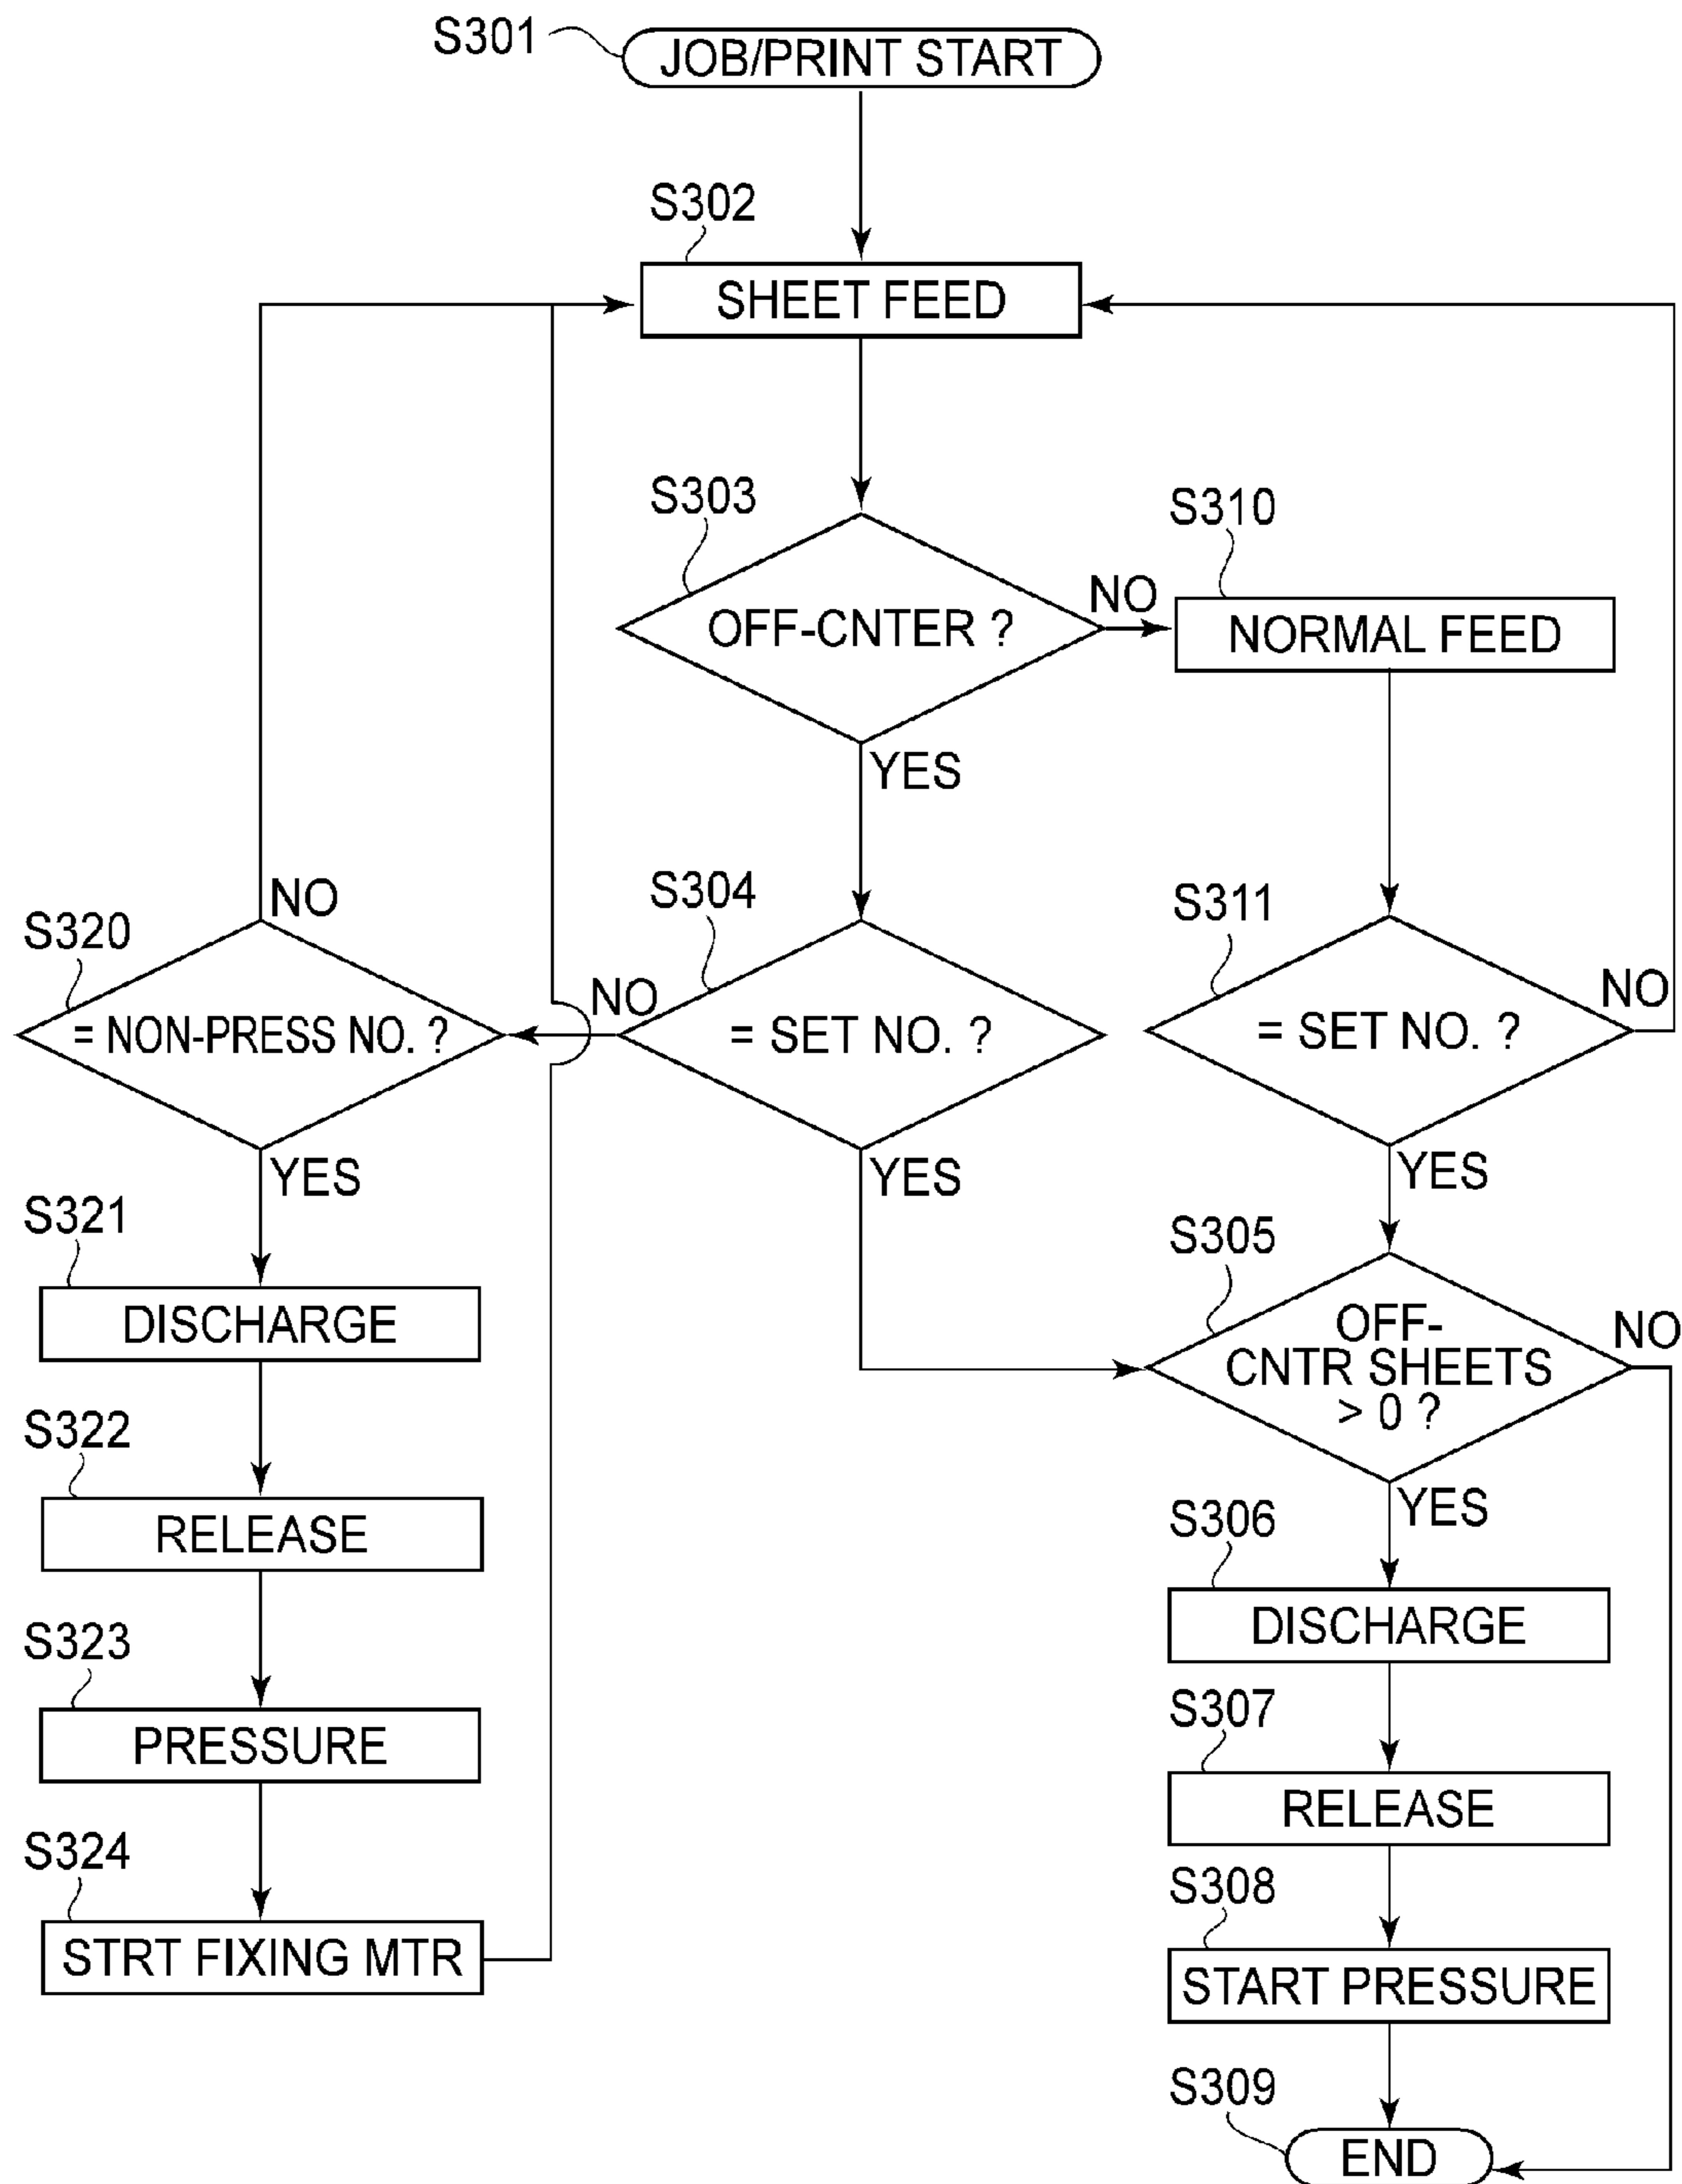 S301
JOB/PRINT START
S302
SHEET FEED
S303
OFF-CNTER ?
NO
YES
S310
NORMAL FEED
S304
= SET NO. ?
NO
YES
S311
= SET NO. ?
NO
YES
S320
= NON-PRESS NO. ?
NO
YES
S321
DISCHARGE
S322
RELEASE
S323
PRESSURE
S324
STRT FIXING MTR
S305
OFF-
CNTR SHEETS
> 0 ?
NO
YES
S306
DISCHARGE
S307
RELEASE
S308
START PRESSURE
S309
END